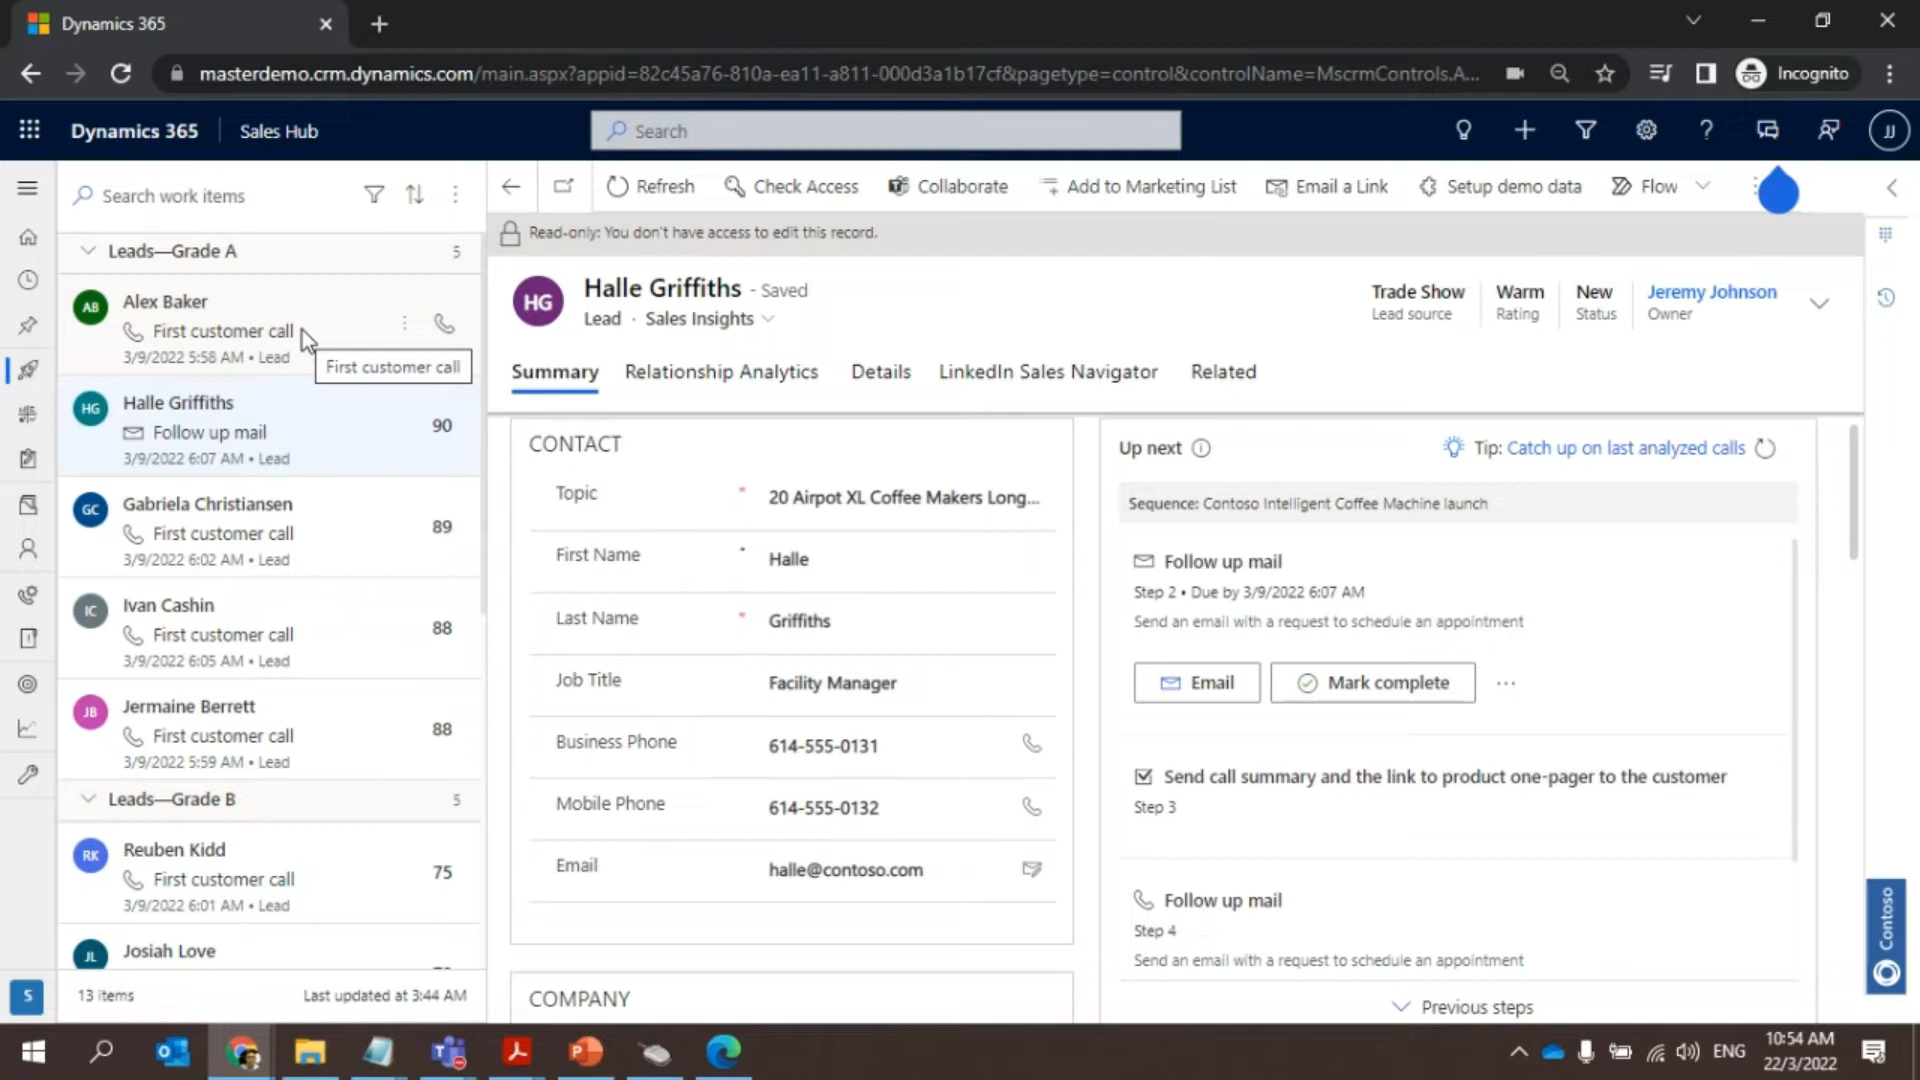 Dynamics 365
masterdemo.crm.dynamics.com/main.aspx?appid=82c45a76-810a-ea11-a811-000d3a1b17cf&pagetype=control&controlName=MscrmControls.A...
Incognito
Dynamics 365
Sales Hub
Search
JJ
Search work items
Refresh
Check Access
Collaborate
Add to Marketing List
Email a Link
Setup demo data
Flow
Read-only: You don't have access to edit this record.
Leads—Grade A
5
AB
Alex Baker
First customer call
3/9/2022 5:58 AM • Lead
First customer call
HG
Halle Griffiths
Follow up mail
90
3/9/2022 6:07 AM • Lead
GC
Gabriela Christiansen
First customer call
89
3/9/2022 6:02 AM • Lead
IC
Ivan Cashin
First customer call
88
3/9/2022 6:05 AM • Lead
JB
Jermaine Berrett
First customer call
88
3/9/2022 5:59 AM • Lead
Leads—Grade B
5
RK
Reuben Kidd
First customer call
75
3/9/2022 6:01 AM • Lead
JL
Josiah Love
13 items
Last updated at 3:44 AM
S
HG
Halle Griffiths - Saved
Lead · Sales Insights
Trade Show
Lead source
Warm
Rating
New
Status
Jeremy Johnson
Owner
Summary
Relationship Analytics
Details
LinkedIn Sales Navigator
Related
CONTACT
Topic * 20 Airpot XL Coffee Makers Long...
First Name Halle
Last Name * Griffiths
Job Title Facility Manager
Business Phone 614-555-0131
Mobile Phone 614-555-0132
Email halle@contoso.com
COMPANY
Up next
Tip: Catch up on last analyzed calls
Sequence: Contoso Intelligent Coffee Machine launch
Follow up mail
Step 2 • Due by 3/9/2022 6:07 AM
Send an email with a request to schedule an appointment
Email
Mark complete
Send call summary and the link to product one-pager to the customer
Step 3
Follow up mail
Step 4
Send an email with a request to schedule an appointment
Previous steps
Contoso
ENG
10:54 AM
22/3/2022